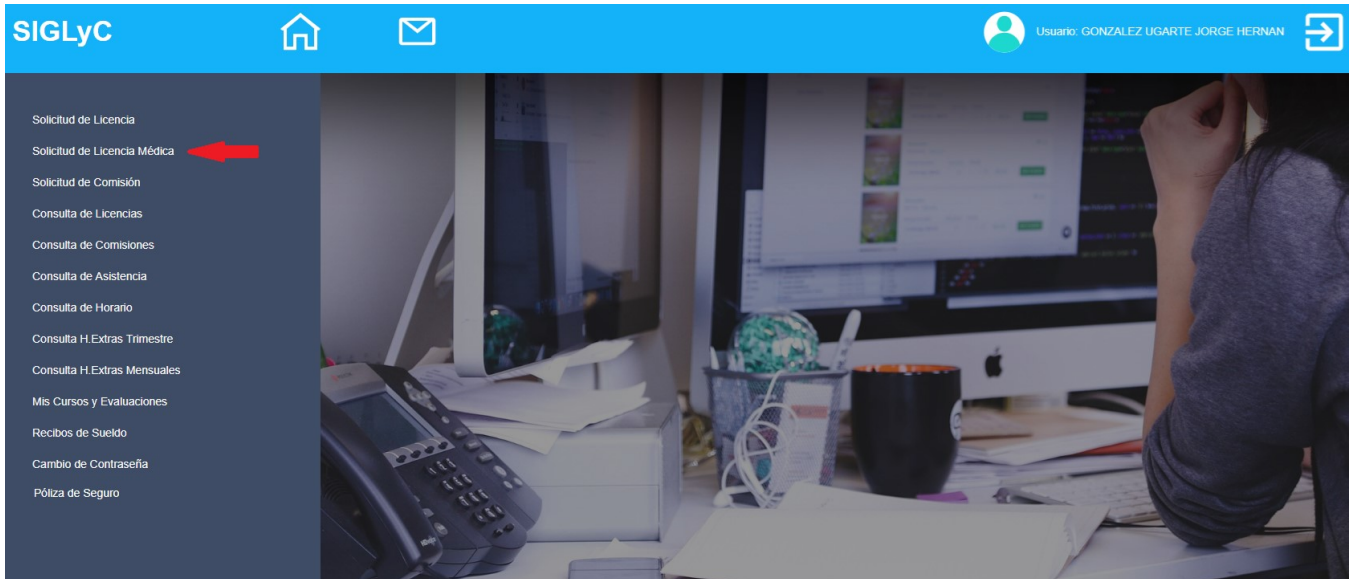 SIGLyC
Usuario: GONZALEZ UGARTE JORGE HERNAN
Solicitud de Licencia
Solicitud de Licencia Médica
Solicitud de Comisión
Consulta de Licencias
Consulta de Comisiones
Consulta de Asistencia
Consulta de Horario
Consulta H.Extras Trimestre
Consulta H.Extras Mensuales
Mis Cursos y Evaluaciones
Recibos de Sueldo
Cambio de Contraseña
Póliza de Seguro